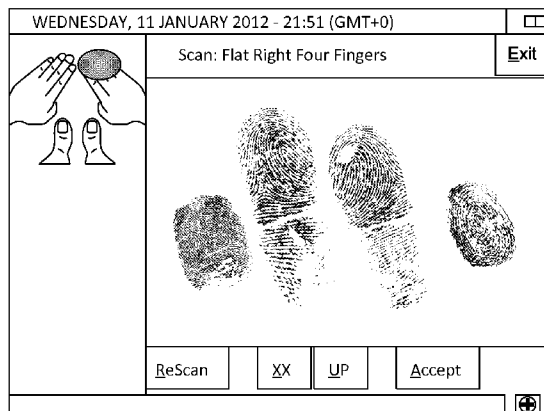 WEDNESDAY, 11 JANUARY 2012 - 21:51 (GMT+0)
Scan: Flat Right Four Fingers
Exit
ReScan
XX
UP
Accept